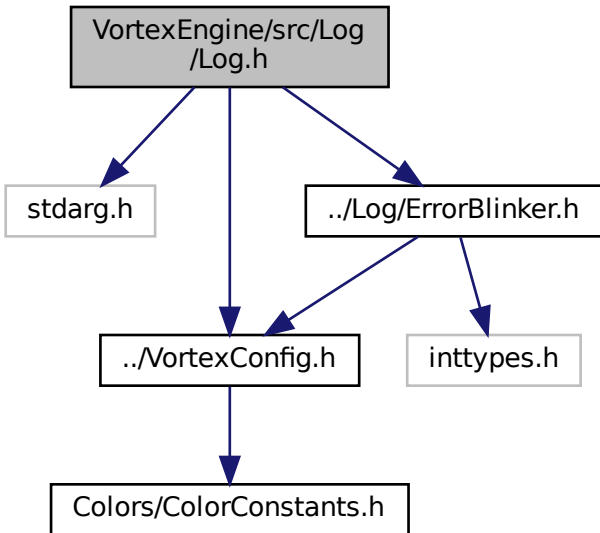 VortexEngine/src/Log
/Log.h
stdarg.h
../Log/ErrorBlinker.h
../VortexConfig.h
inttypes.h
Colors/ColorConstants.h